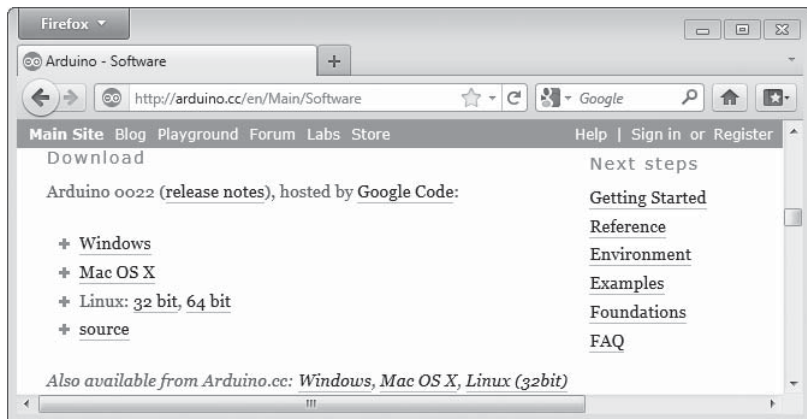 Firefox
Arduino - Software
http://arduino.cc/en/Main/Software
Google
Main Site Blog Playground Forum Labs Store
Help | Sign in or Register
Download
Arduino 0022 (release notes), hosted by Google Code:
Windows
Mac OS X
Linux: 32 bit, 64 bit
source
Also available from Arduino.cc: Windows, Mac OS X, Linux (32bit)
Next steps
Getting Started
Reference
Environment
Examples
Foundations
FAQ